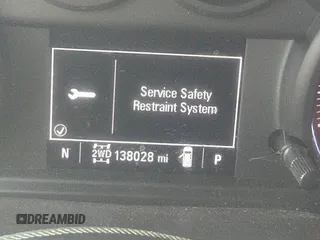 Service Safety
Restraint System
N 2WD 138028 mi P
DREAMBID